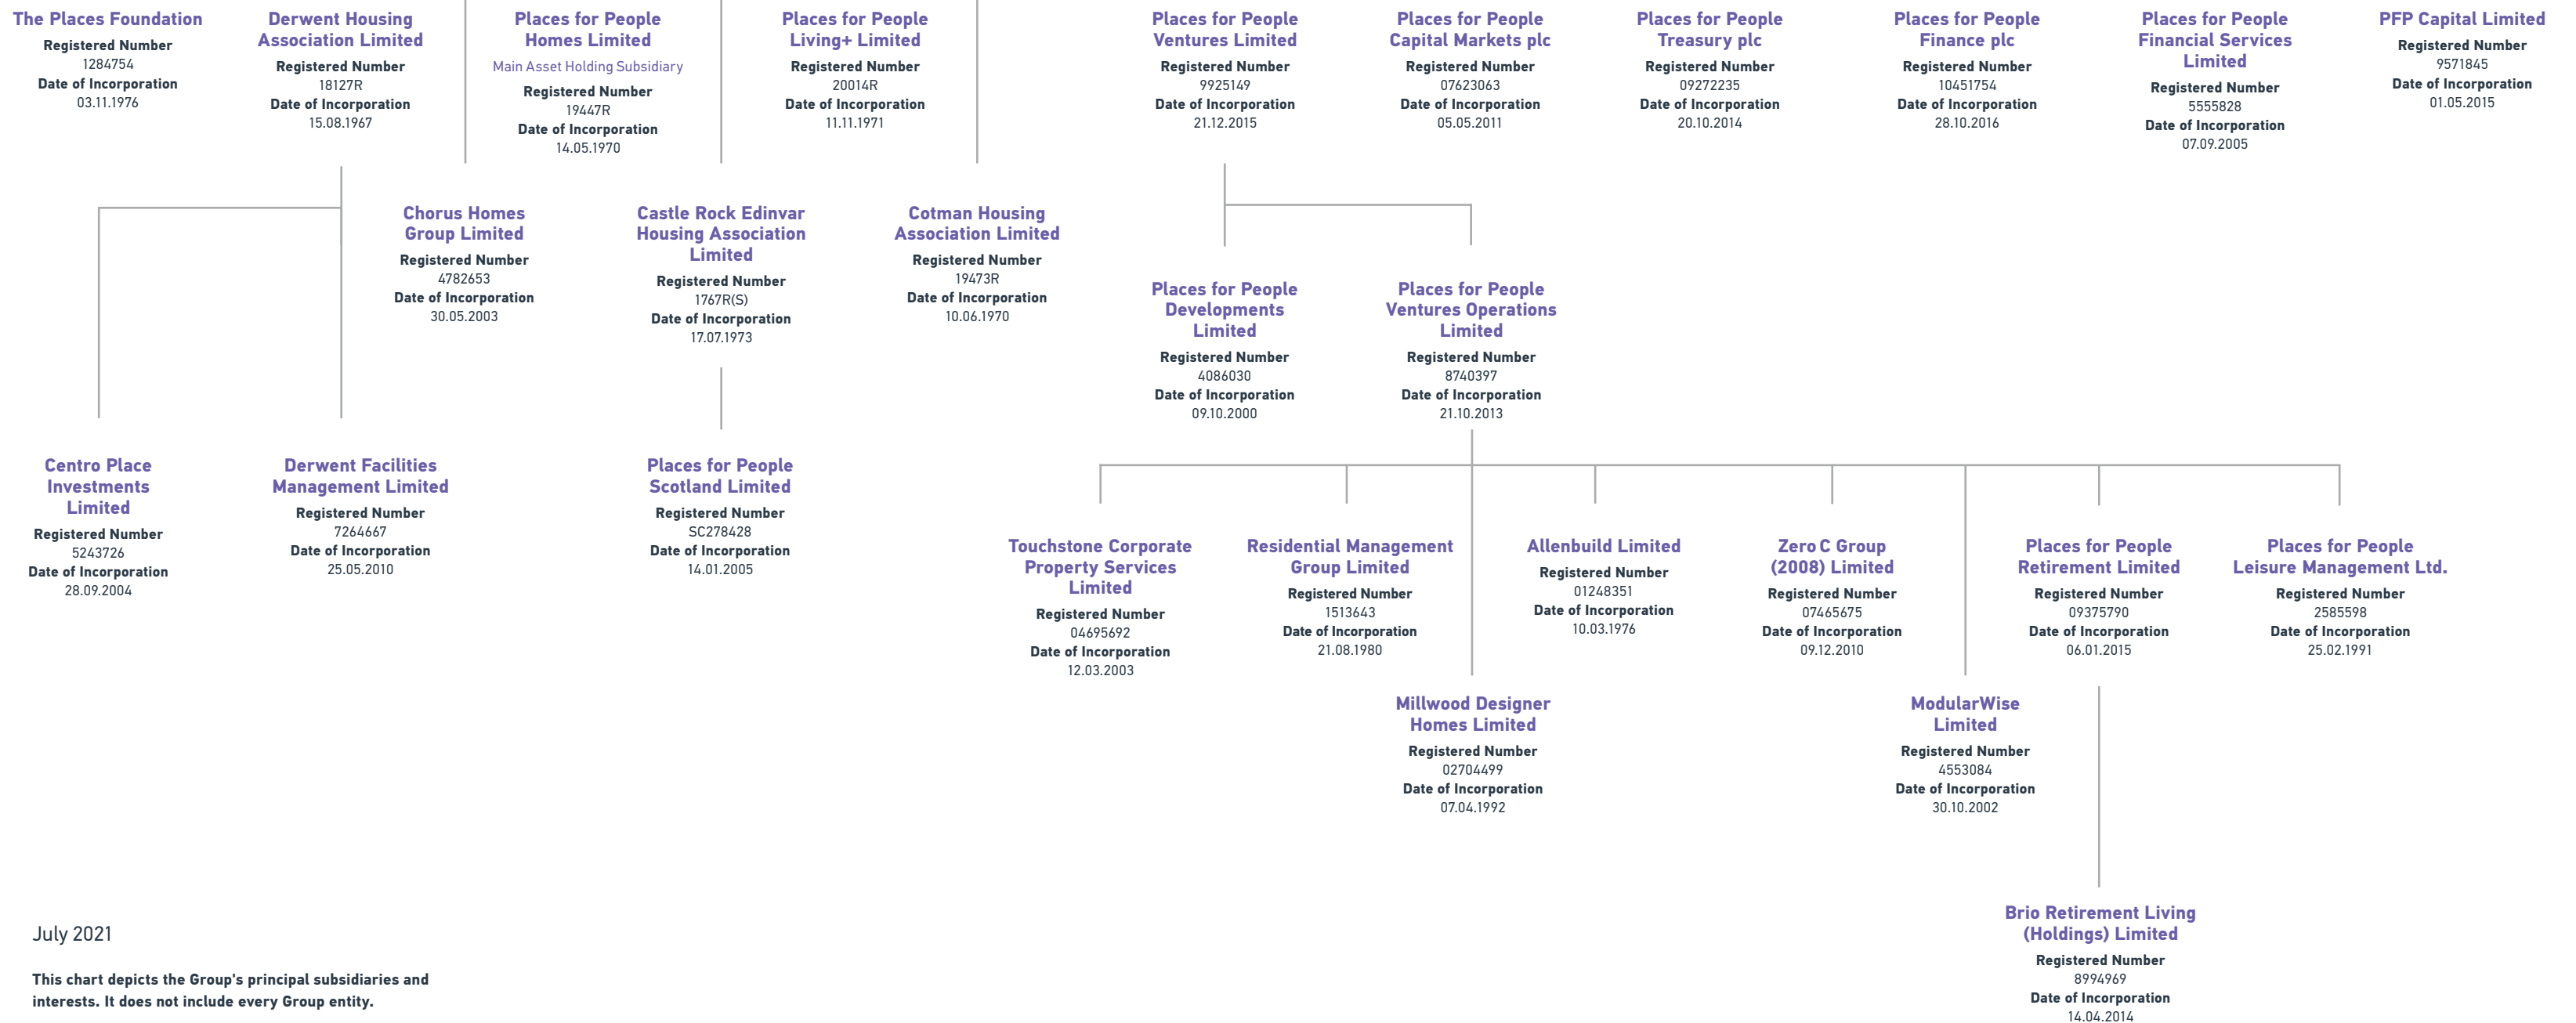 The Places Foundation
Registered Number
1284754
Date of Incorporation
03.11.1976
Derwent Housing
Association Limited
Registered Number
18127R
Date of Incorporation
15.08.1967
Places for People
Homes Limited
Main Asset Holding Subsidiary
Registered Number
19447R
Date of Incorporation
14.05.1970
Places for People
Living+ Limited
Registered Number
20014R
Date of Incorporation
11.11.1971
Places for People
Ventures Limited
Registered Number
9925149
Date of Incorporation
21.12.2015
Places for People
Capital Markets plc
Registered Number
07623063
Date of Incorporation
05.05.2011
Places for People
Treasury plc
Registered Number
09272235
Date of Incorporation
20.10.2014
Places for People
Finance plc
Registered Number
10451754
Date of Incorporation
28.10.2016
Places for People
Financial Services
Limited
Registered Number
5555828
Date of Incorporation
07.09.2005
PFP Capital Limited
Registered Number
9571845
Date of Incorporation
01.05.2015
Chorus Homes
Group Limited
Registered Number
4782653
Date of Incorporation
30.05.2003
Castle Rock Edinvar
Housing Association
Limited
Registered Number
1767R(S)
Date of Incorporation
17.07.1973
Cotman Housing
Association Limited
Registered Number
19473R
Date of Incorporation
10.06.1970
Places for People
Developments
Limited
Registered Number
4086030
Date of Incorporation
09.10.2000
Places for People
Ventures Operations
Limited
Registered Number
8740397
Date of Incorporation
21.10.2013
Centro Place
Investments
Limited
Registered Number
5243726
Date of Incorporation
28.09.2004
Derwent Facilities
Management Limited
Registered Number
7264667
Date of Incorporation
25.05.2010
Places for People
Scotland Limited
Registered Number
SC278428
Date of Incorporation
14.01.2005
Touchstone Corporate
Property Services
Limited
Registered Number
04695692
Date of Incorporation
12.03.2003
Residential Management
Group Limited
Registered Number
1513643
Date of Incorporation
21.08.1980
Allenbuild Limited
Registered Number
01248351
Date of Incorporation
10.03.1976
Zero C Group
(2008) Limited
Registered Number
07465675
Date of Incorporation
09.12.2010
Places for People
Retirement Limited
Registered Number
09375790
Date of Incorporation
06.01.2015
Places for People
Leisure Management Ltd.
Registered Number
2585598
Date of Incorporation
25.02.1991
Millwood Designer
Homes Limited
Registered Number
02704499
Date of Incorporation
07.04.1992
ModularWise
Limited
Registered Number
4553084
Date of Incorporation
30.10.2002
Brio Retirement Living
(Holdings) Limited
Registered Number
8994969
Date of Incorporation
14.04.2014
July 2021
This chart depicts the Group's principal subsidiaries and
interests. It does not include every Group entity.